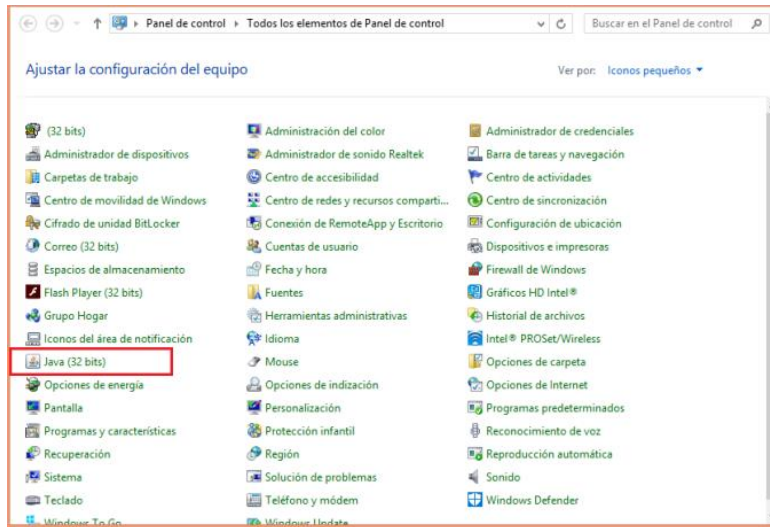 Panel de control ▸ Todos los elementos de Panel de control
Buscar en el Panel de control
Ajustar la configuración del equipo
Ver por: Iconos pequeños
(32 bits)
Administración del color
Administrador de credenciales
Administrador de dispositivos
Administrador de sonido Realtek
Barra de tareas y navegación
Carpetas de trabajo
Centro de accesibilidad
Centro de actividades
Centro de movilidad de Windows
Centro de redes y recursos comparti...
Centro de sincronización
Cifrado de unidad BitLocker
Conexión de RemoteApp y Escritorio
Configuración de ubicación
Correo (32 bits)
Cuentas de usuario
Dispositivos e impresoras
Espacios de almacenamiento
Fecha y hora
Firewall de Windows
Flash Player (32 bits)
Fuentes
Gráficos HD Intel®
Grupo Hogar
Herramientas administrativas
Historial de archivos
Iconos del área de notificación
Idioma
Intel® PROSet/Wireless
Java (32 bits)
Mouse
Opciones de carpeta
Opciones de energía
Opciones de indización
Opciones de Internet
Pantalla
Personalización
Programas predeterminados
Programas y características
Protección infantil
Reconocimiento de voz
Recuperación
Región
Reproducción automática
Sistema
Solución de problemas
Sonido
Teclado
Teléfono y módem
Windows Defender
Windows To Go
Windows Update